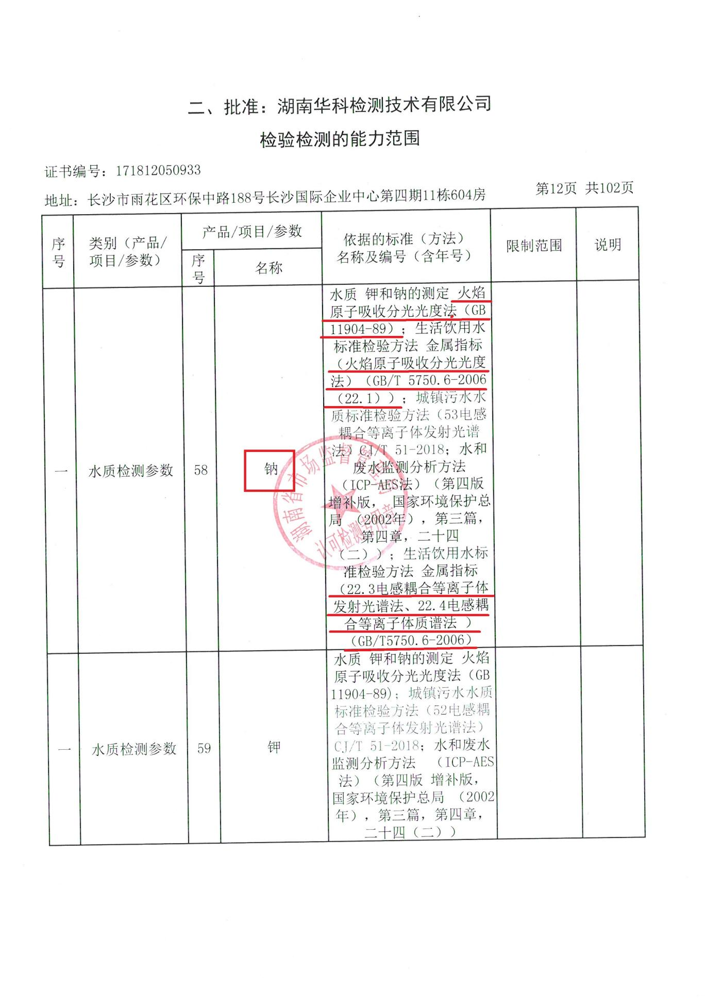 二、批准：湖南华科检测技术有限公司
检验检测的能力范围
证书编号：171812050933
第12页 共102页
地址：长沙市雨花区环保中路188号长沙国际企业中心第四期11栋604房
序号
类别（产品/
项目/参数）
产品/项目/参数
序号
名称
依据的标准（方法）
名称及编号（含年号）
限制范围
说明
一
水质检测参数
58
钠
水质 钾和钠的测定 火焰
原子吸收分光光度法（GB
11904-89）；生活饮用水
标准检验方法 金属指标
（火焰原子吸收分光光度
法）（GB/T 5750.6-2006
（22.1））；城镇污水水
质标准检验方法（53电感
耦合等离子体发射光谱
法）CJ/T 51-2018；水和
废水监测分析方法
（ICP-AES法）（第四版
增补版， 国家环境保护总
局 （2002年），第三篇，
第四章，二十四
（二））；生活饮用水标
准检验方法 金属指标
（22.3电感耦合等离子体
发射光谱法、22.4电感耦
合等离子体质谱法 ）
（GB/T5750.6-2006）
湖南省市场监督管理局
认可检测专用章
一
水质检测参数
59
钾
水质 钾和钠的测定 火焰
原子吸收分光光度法（GB
11904-89）；城镇污水水质
标准检验方法（52电感耦
合等离子体发射光谱法）
CJ/T 51-2018；水和废水
监测分析方法 （ICP-AES
法）（第四版 增补版，
国家环境保护总局 （2002
年），第三篇，第四章，
二十四（二））